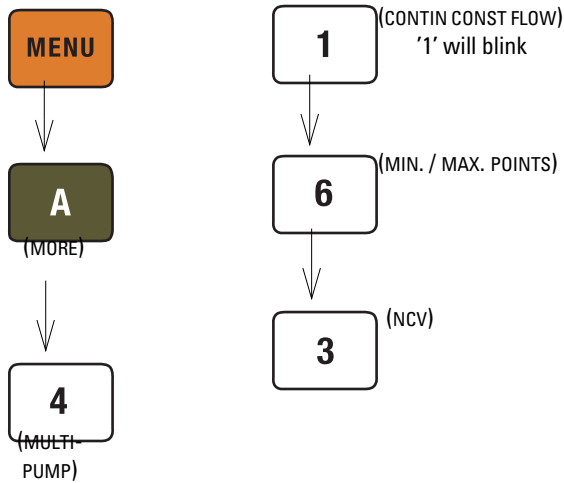 MENU
A
(MORE)
4
(MULTI-
PUMP)
1
(CONTIN CONST FLOW)
'1' will blink
6
(MIN. / MAX. POINTS)
3
(NCV)